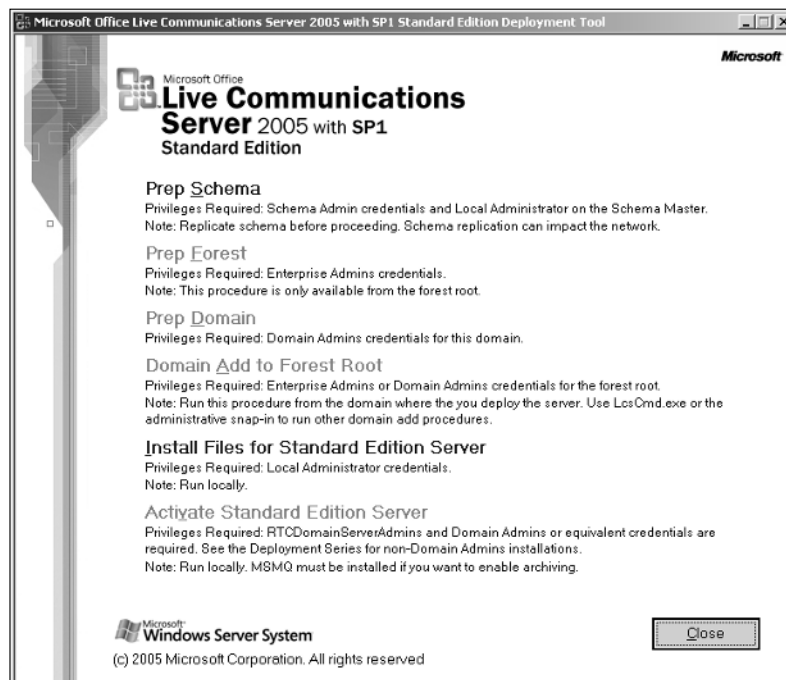 Microsoft Office Live Communications Server 2005 with SP1 Standard Edition Deployment Tool
Microsoft
Microsoft Office
Live Communications
Server 2005 with SP1
Standard Edition
Prep Schema
Privileges Required: Schema Admin credentials and Local Administrator on the Schema Master.
Note: Replicate schema before proceeding. Schema replication can impact the network.
Prep Forest
Privileges Required: Enterprise Admins credentials.
Note: This procedure is only available from the forest root.
Prep Domain
Privileges Required: Domain Admins credentials for this domain.
Domain Add to Forest Root
Privileges Required: Enterprise Admins or Domain Admins credentials for the forest root.
Note: Run this procedure from the domain where the you deploy the server. Use LcsCmd.exe or the
administrative snap-in to run other domain add procedures.
Install Files for Standard Edition Server
Privileges Required: Local Administrator credentials.
Note: Run locally.
Activate Standard Edition Server
Privileges Required: RTCDomainServerAdmins and Domain Admins or equivalent credentials are
required. See the Deployment Series for non-Domain Admins installations.
Note: Run locally. MSMQ must be installed if you want to enable archiving.
Microsoft
Windows Server System
Close
(c) 2005 Microsoft Corporation. All rights reserved